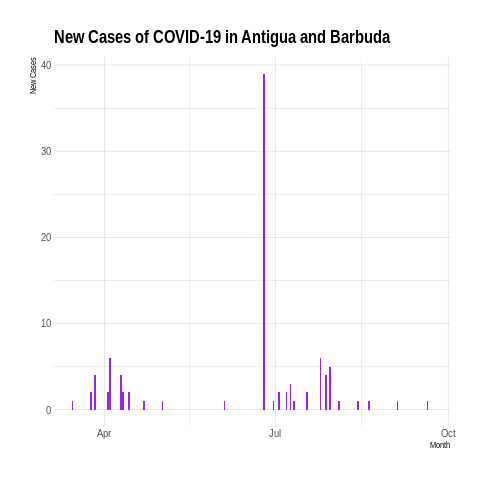 New Cases of COVID-19 in Antigua and Barbuda
New Cases
40
30
20
10
0
Apr
Jul
Oct
Month